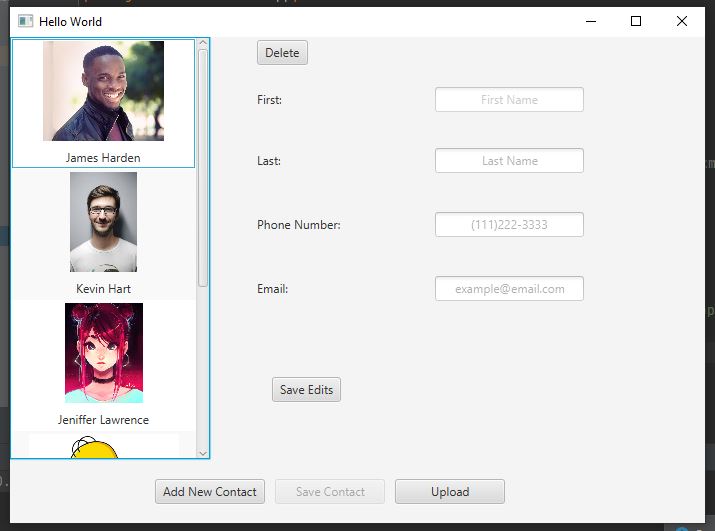 Hello World
James Harden
Kevin Hart
Jeniffer Lawrence
Delete
First:
First Name
Last:
Last Name
Phone Number:
(111)222-3333
Email:
example@email.com
Save Edits
Add New Contact
Save Contact
Upload